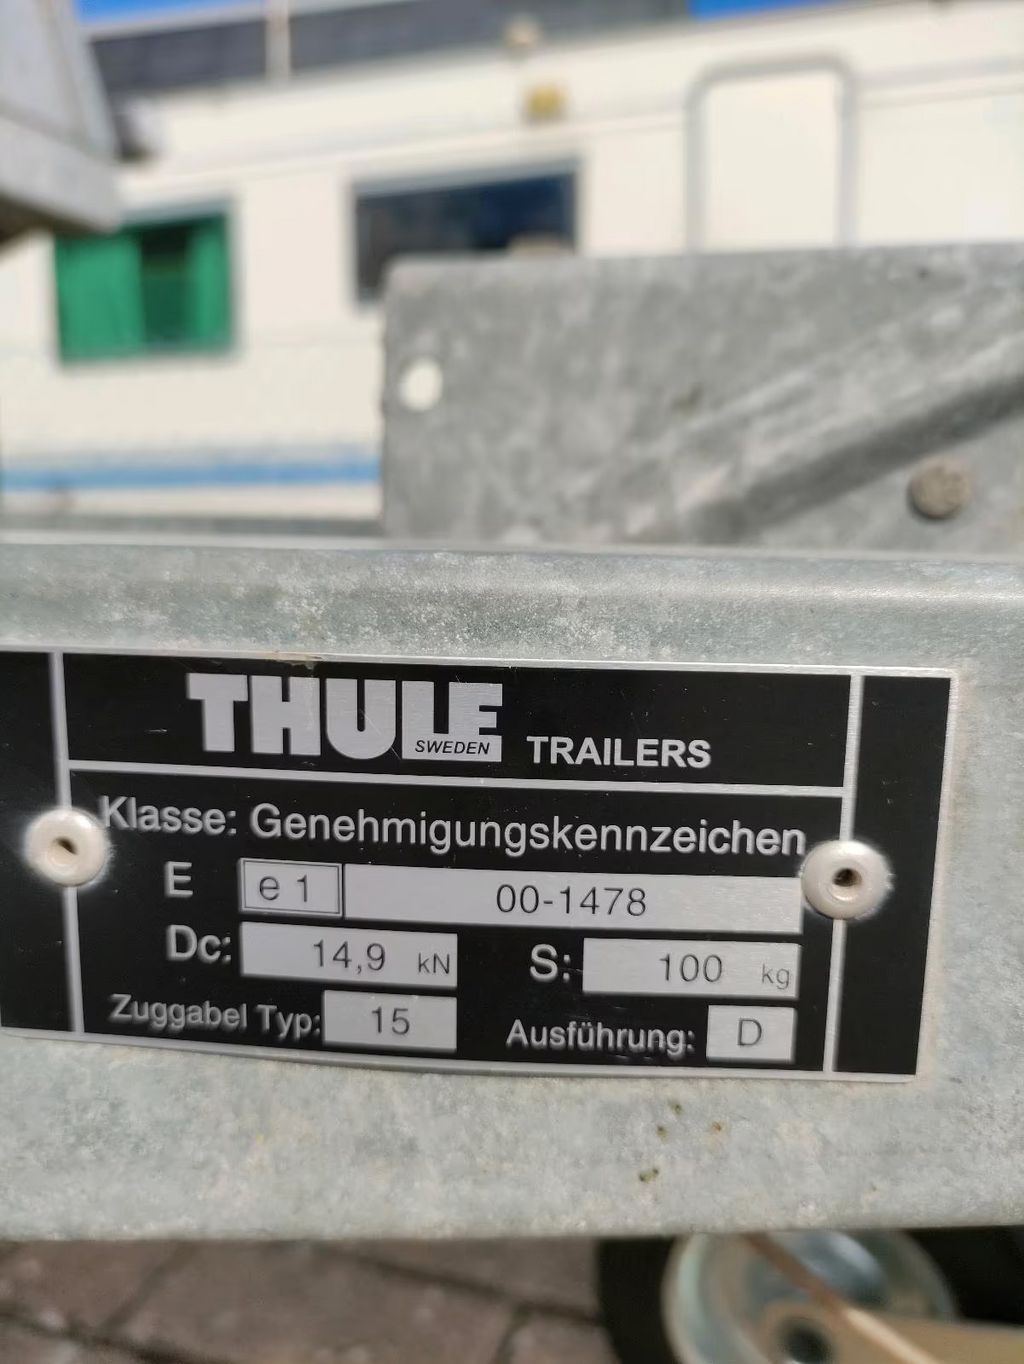 THULE SWEDEN TRAILERS
Klasse: Genehmigungskennzeichen
E e 1 00-1478
Dc: 14,9 kN S: 100 kg
Zuggabel Typ: 15 Ausführung: D